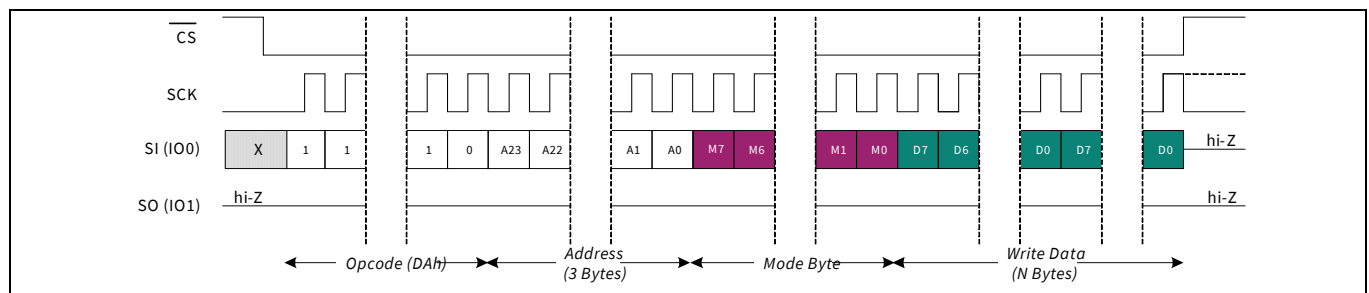 CS
SCK
SI (IO0) X 1 1 1 0 A23 A22 A1 A0 M7 M6 M1 M0 D7 D6 D0 D7 D0 hi-Z
SO (IO1) hi-Z hi-Z
Opcode (DAh) Address (3 Bytes) Mode Byte Write Data (N Bytes)